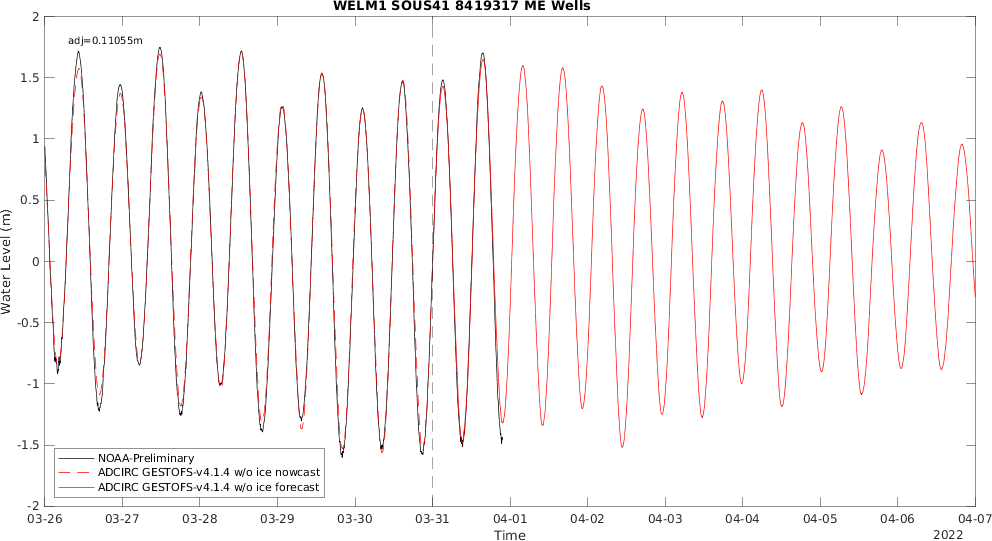 WELM1 SOUS41 8419317 ME Wells
adj=0.11055m
2
1.5
1
0.5
0
-0.5
-1
-1.5
-2
Water Level (m)
NOAA-Preliminary
ADCIRC GESTOFS-v4.1.4 w/o ice nowcast
ADCIRC GESTOFS-v4.1.4 w/o ice forecast
03-26 03-27 03-28 03-29 03-30 03-31 04-01 04-02 04-03 04-04 04-05 04-06 04-07
Time
2022